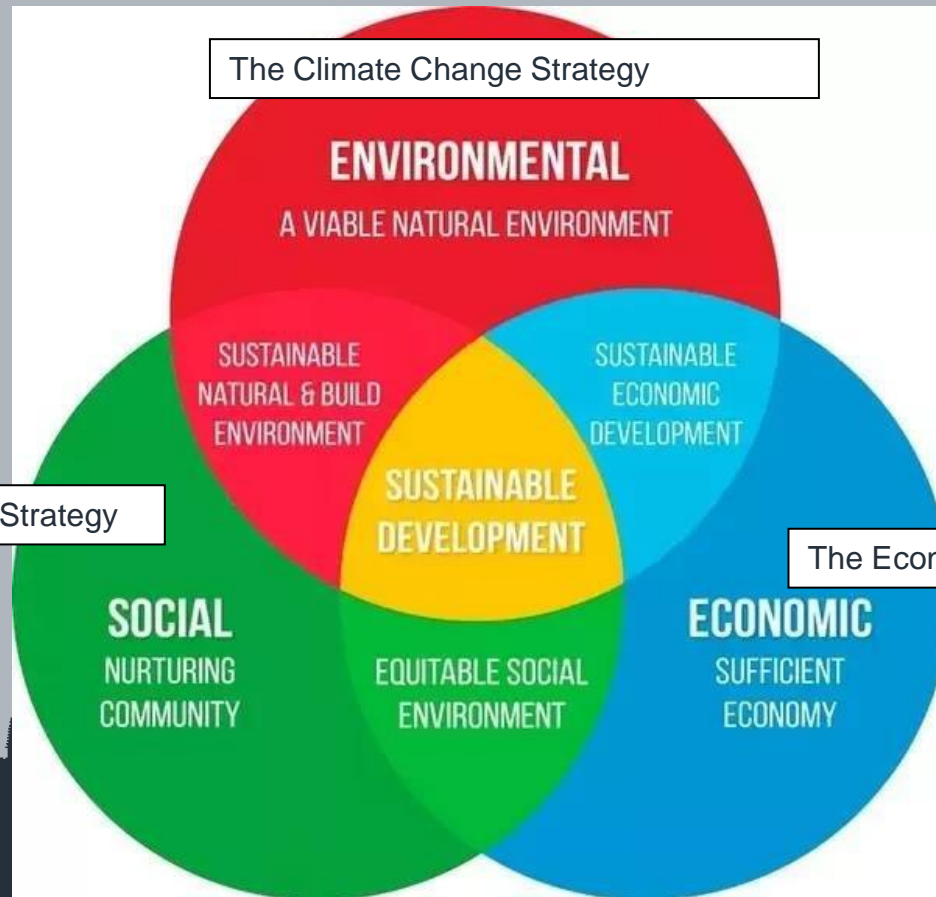 The Climate Change Strategy
ENVIRONMENTAL
A VIABLE NATURAL ENVIRONMENT
SUSTAINABLE
NATURAL & BUILD
ENVIRONMENT
SUSTAINABLE
ECONOMIC
DEVELOPMENT
SUSTAINABLE
DEVELOPMENT
Strategy
The Econ
SOCIAL
NURTURING
COMMUNITY
EQUITABLE SOCIAL
ENVIRONMENT
ECONOMIC
SUFFICIENT
ECONOMY